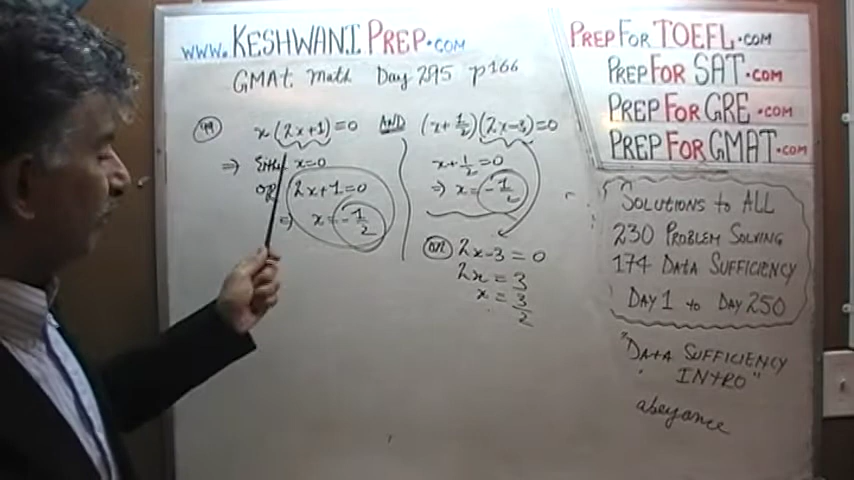 www.KESHWANI PREP.com
GMAT Math Day 295 p166
49 x(2x+1)=0 AND (x+1/2)(2x-3)=0
⇒ Either x=0
or 2x+1=0
⇒ x=-1/2
x+1/2=0
⇒ x=-1/2
OR 2x-3=0
2x=3
x=3/2
PREPFORTOEFL.COM
PREPFORSAT.COM
PREPFORGRE.COM
PREPFORGMAT.COM
SOLUTIONS to ALL
230 PROBLEM SOLVING
174 DATA SUFFICIENCY
DAY 1 to DAY 250
"DATA SUFFICIENCY
INTRO"
abeyance